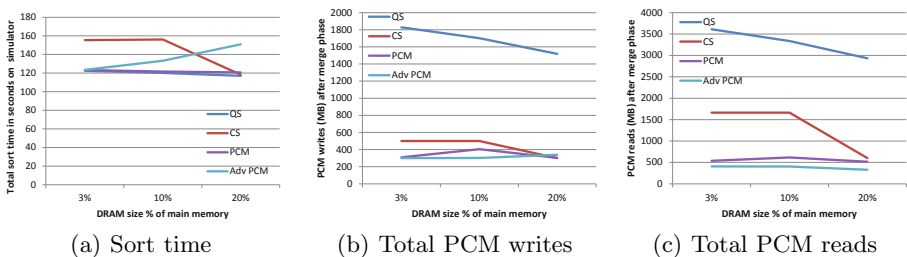 Total sort time in seconds on simulator
180
160
140
120
100
80
60
40
20
0
QS
CS
PCM
Adv PCM
3%
10%
20%
DRAM size % of main memory
(a) Sort time
PCM writes (MB) after merge phase
2000
1800
1600
1400
1200
1000
800
600
400
200
0
QS
CS
PCM
Adv PCM
3%
10%
20%
DRAM size % of main memory
(b) Total PCM writes
PCM reads (MB) after merge phase
4000
3500
3000
2500
2000
1500
1000
500
0
QS
CS
PCM
Adv PCM
3%
10%
20%
DRAM size % of main memory
(c) Total PCM reads